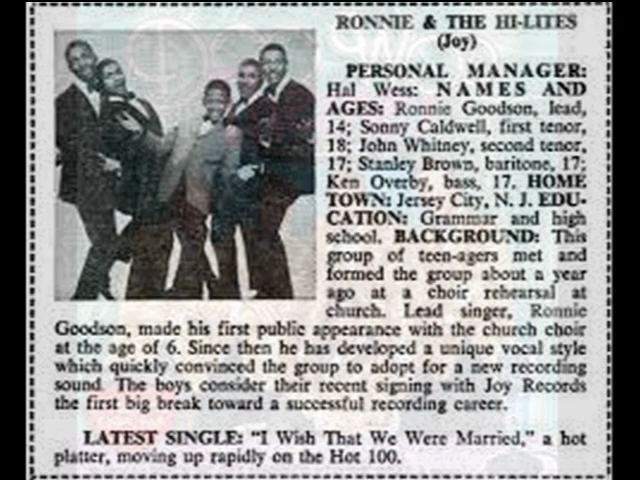 RONNIE & THE HI-LITES
(Joy)
PERSONAL MANAGER:
Hal Wess: NAMES AND
AGES: Ronnie Goodson, lead,
14; Sonny Caldwell, first tenor,
18; John Whitney, second tenor,
17; Stanley Brown, baritone, 17;
Ken Overby, bass, 17. HOME
TOWN: Jersey City, N. J. EDU-
CATION: Grammar and high
school. BACKGROUND: This
group of teen-agers met and
formed the group about a year
ago at a choir rehearsal at
church. Lead singer, Ronnie
Goodson, made his first public appearance with the church choir
at the age of 6. Since then he has developed a unique vocal style
which quickly convinced the group to adopt for a new recording
sound. The boys consider their recent signing with Joy Records
the first big break toward a successful recording career.
LATEST SINGLE: “I Wish That We Were Married,” a hot
platter, moving up rapidly on the Hot 100.